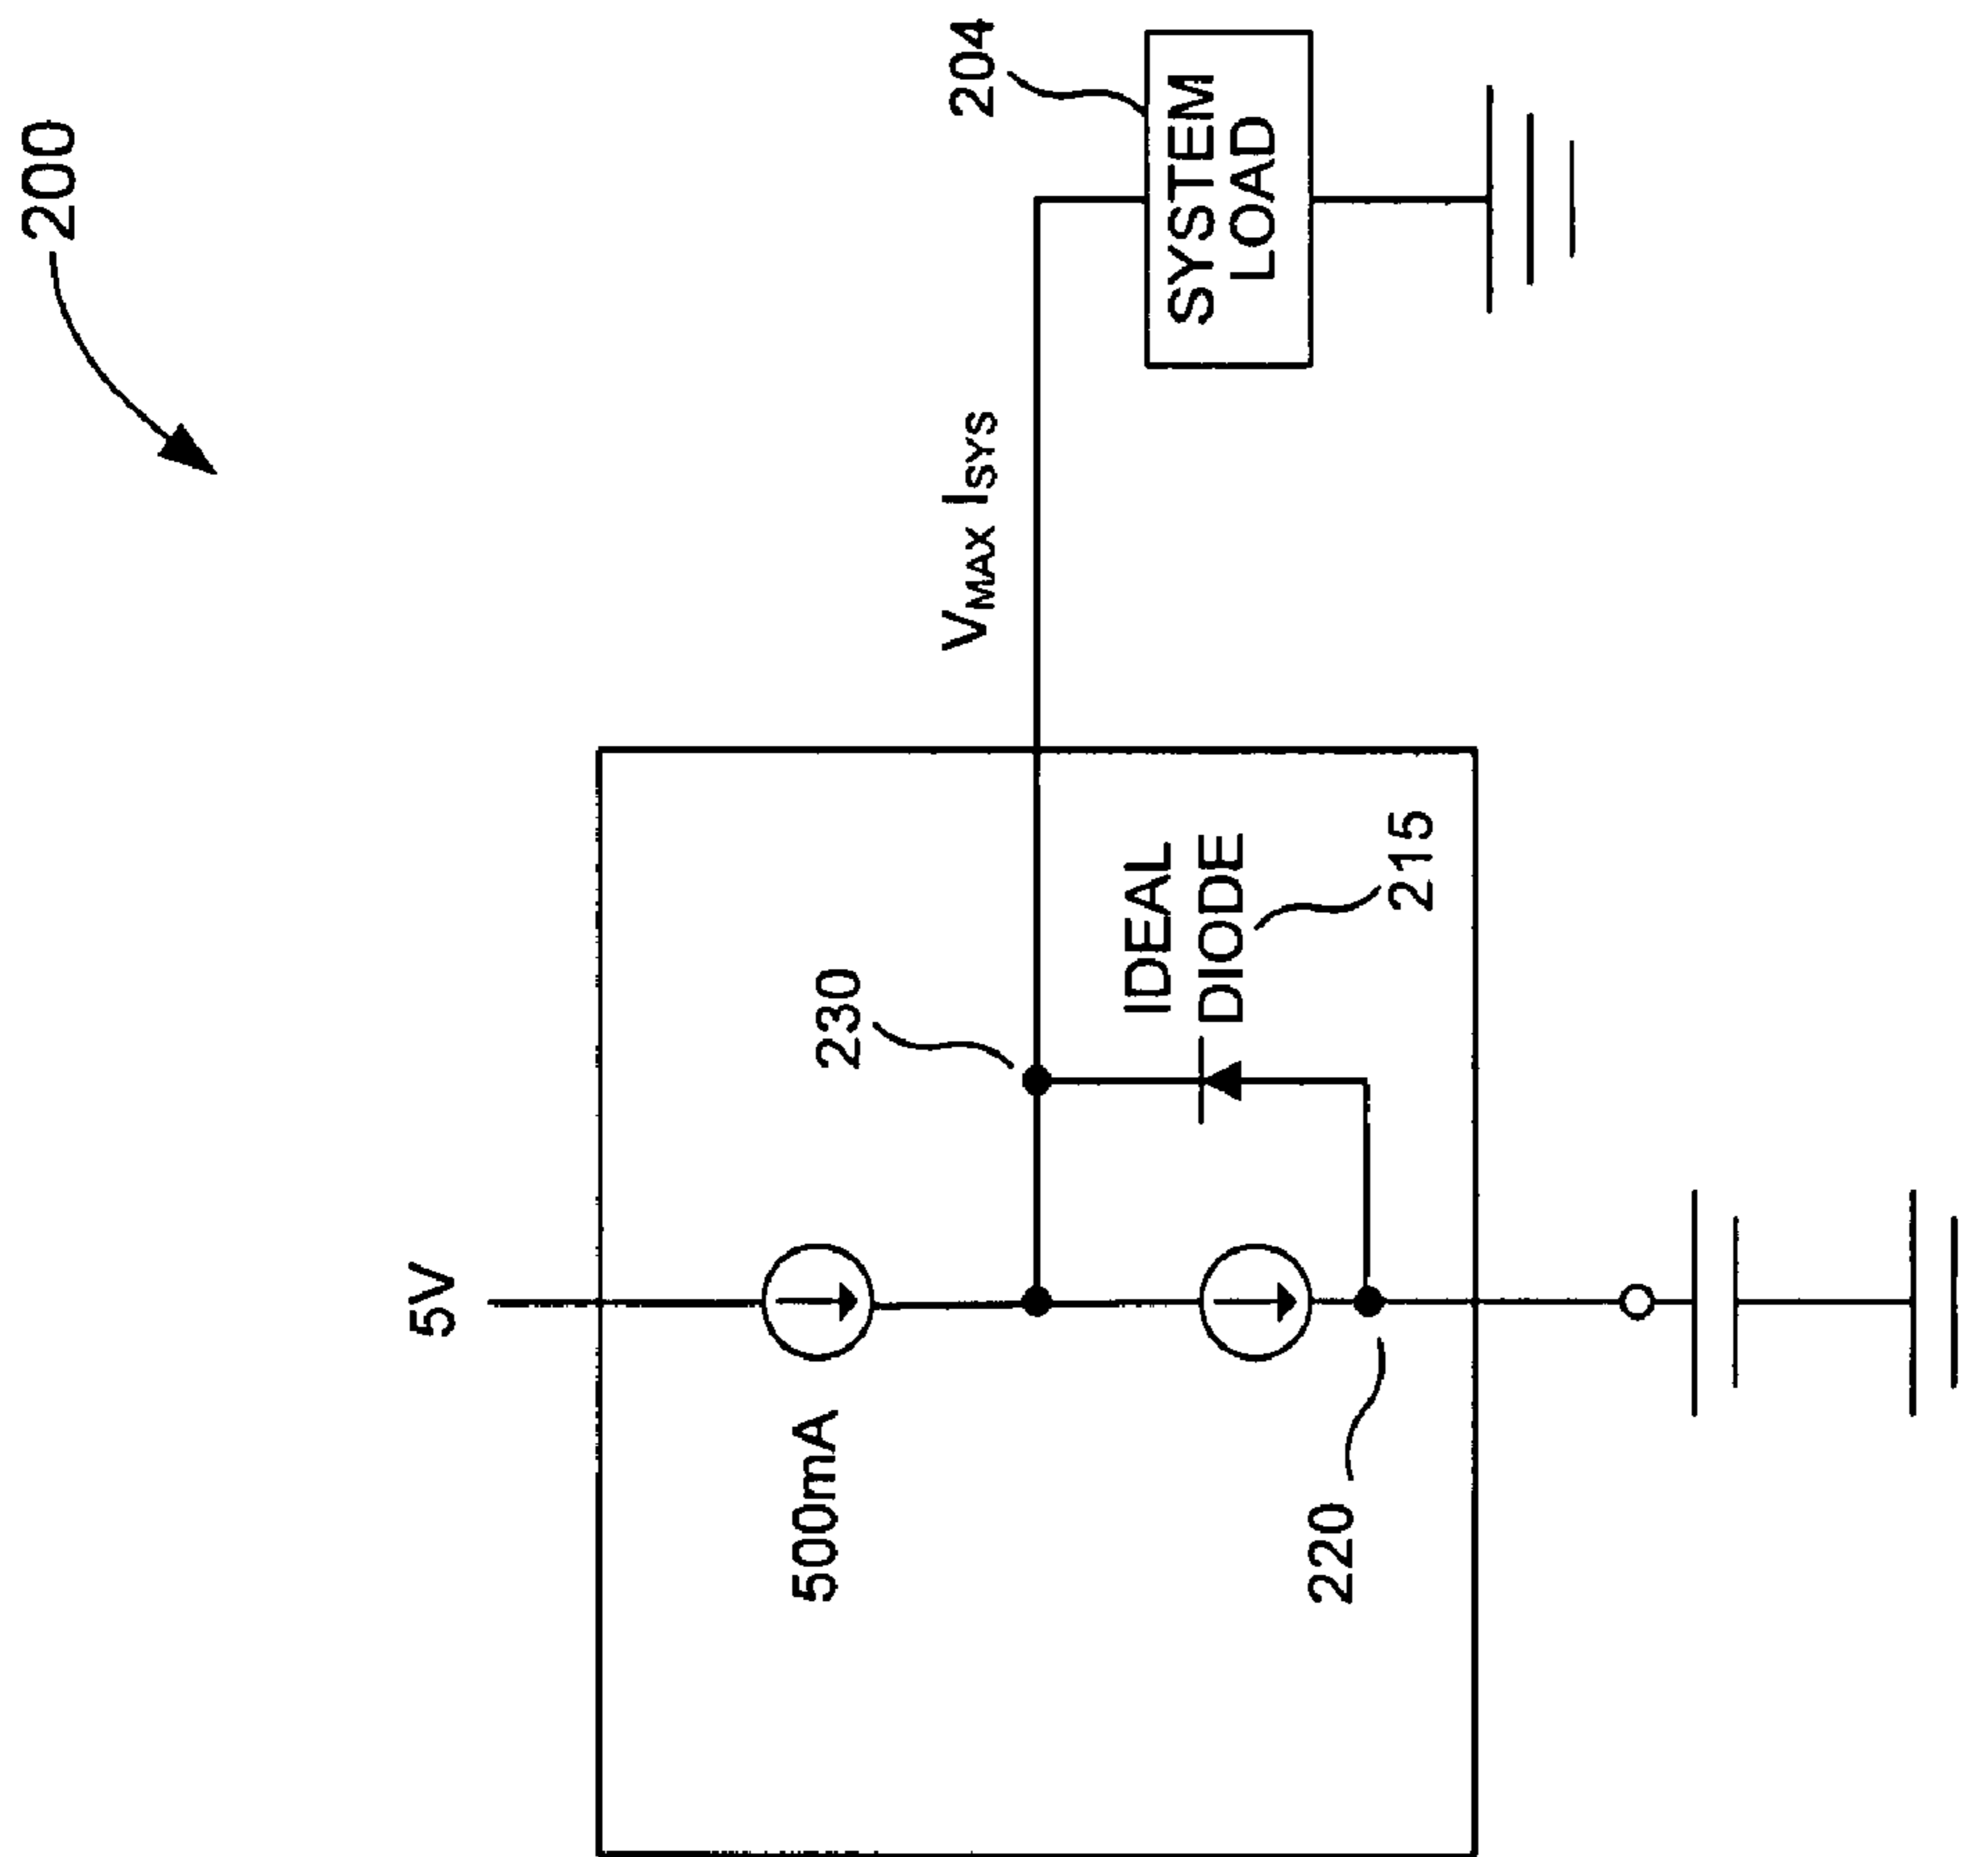 200
204
SYSTEM
LOAD
VMAX ISYS
5V
230
IDEAL
DIODE
215
500mA
220